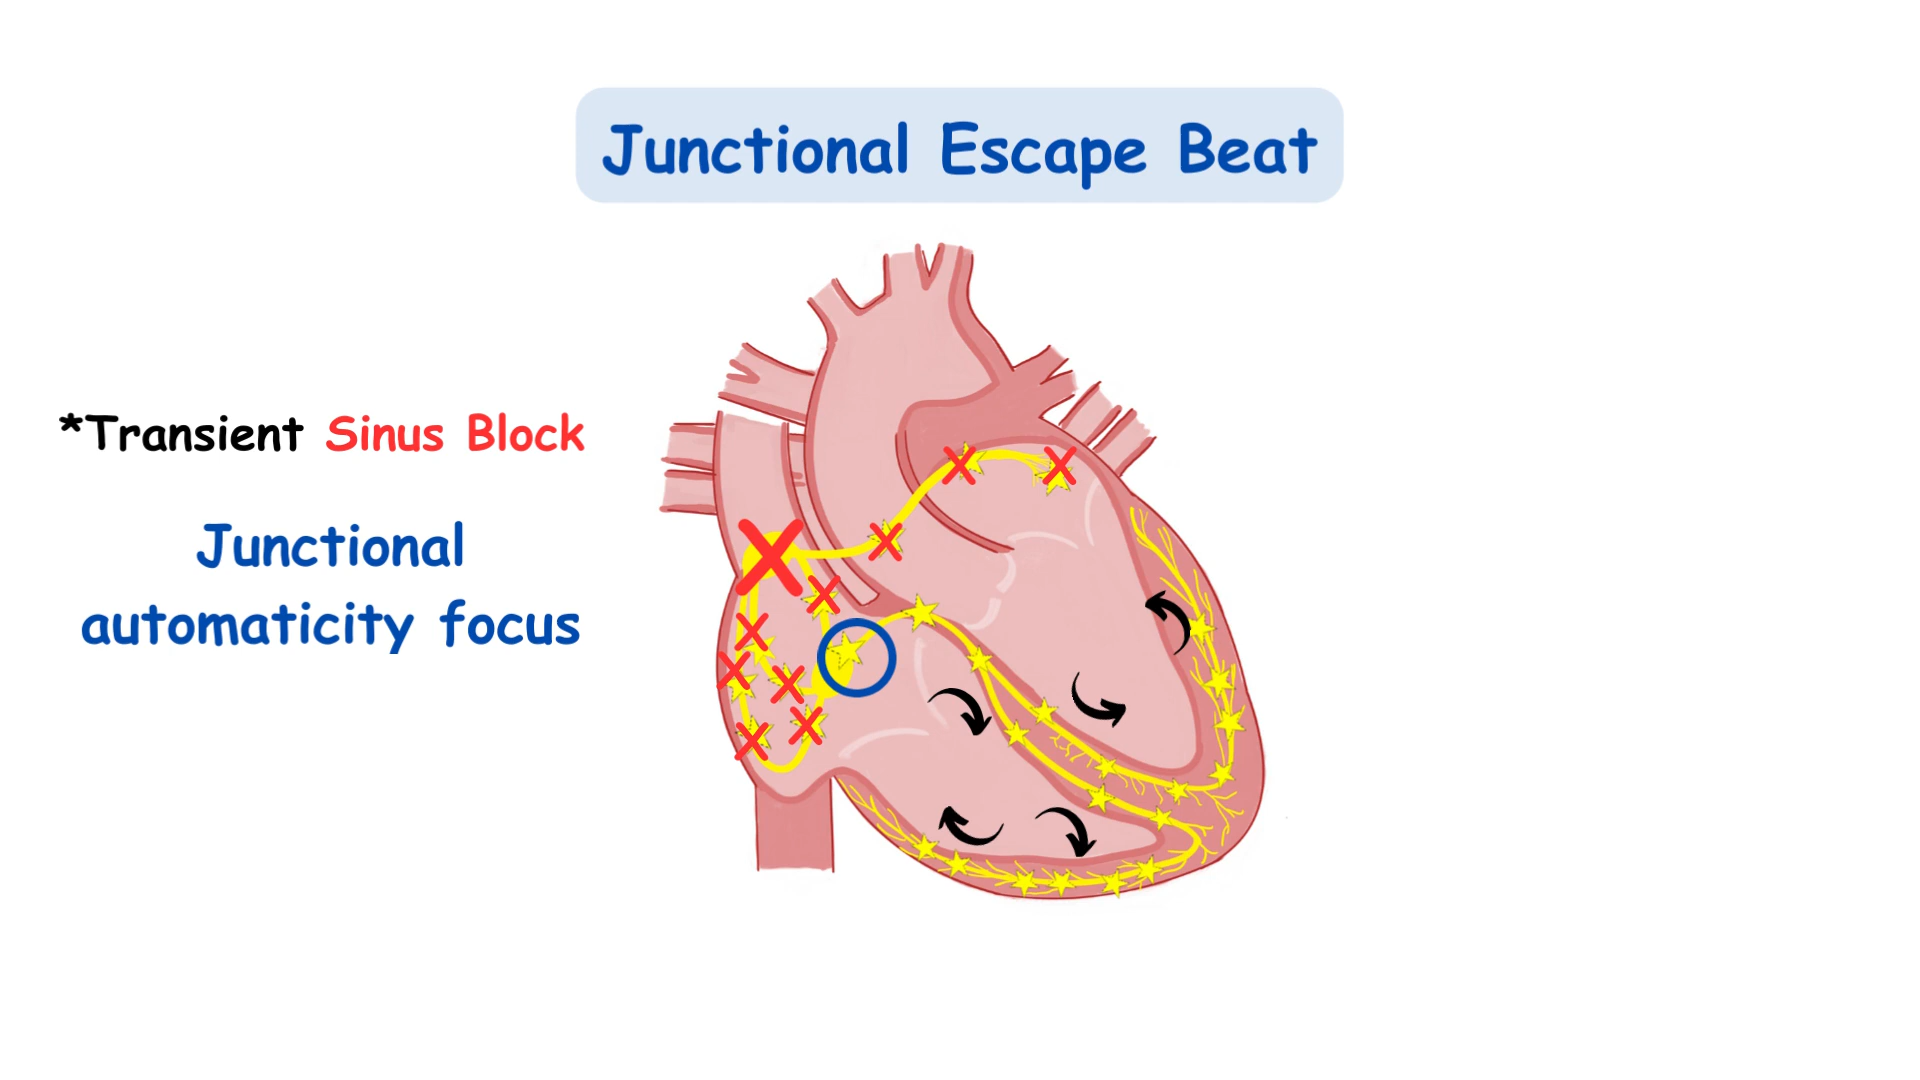 Junctional Escape Beat
*Transient Sinus Block
Junctional
automaticity focus